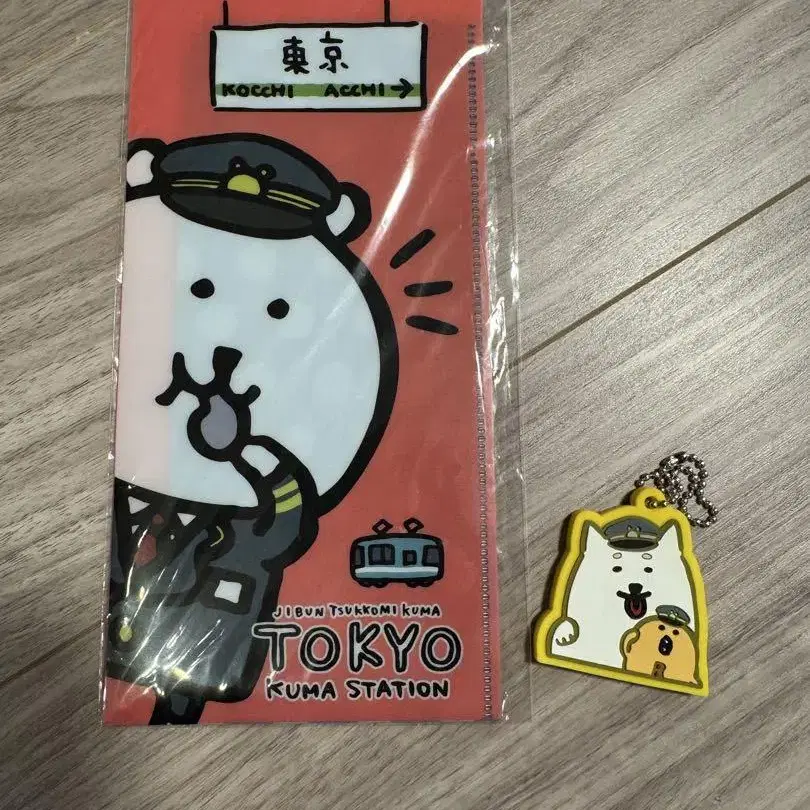 東京
KOCCHI ACCHI→
JIBUN TSUKKOMI KUMA
TOKYO
KUMA STATION